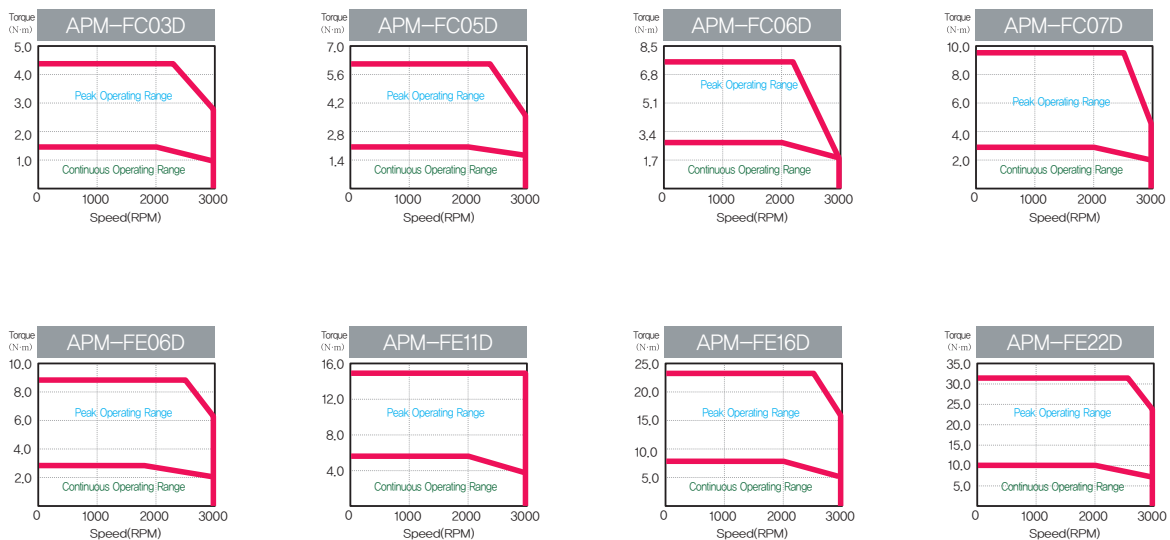 Torque
(N·m)
APM-FC03D
5.0
4.0
3.0
2.0
1.0
Peak Operating Range
Continuous Operating Range
0 1000 2000 3000
Speed(RPM)
Torque
(N·m)
APM-FC05D
7.0
5.6
4.2
2.8
1.4
Peak Operating Range
Continuous Operating Range
0 1000 2000 3000
Speed(RPM)
Torque
(N·m)
APM-FC06D
8.5
6.8
5.1
3.4
1.7
Peak Operating Range
Continuous Operating Range
0 1000 2000 3000
Speed(RPM)
Torque
(N·m)
APM-FC07D
10.0
8.0
6.0
4.0
2.0
Peak Operating Range
Continuous Operating Range
0 1000 2000 3000
Speed(RPM)
Torque
(N·m)
APM-FE06D
10.0
8.0
6.0
4.0
2.0
Peak Operating Range
Continuous Operating Range
0 1000 2000 3000
Speed(RPM)
Torque
(N·m)
APM-FE11D
16.0
12.0
8.0
4.0
Peak Operating Range
Continuous Operating Range
0 1000 2000 3000
Speed(RPM)
Torque
(N·m)
APM-FE16D
25.0
20.0
15.0
10.0
5.0
Peak Operating Range
Continuous Operating Range
0 1000 2000 3000
Speed(RPM)
Torque
(N·m)
APM-FE22D
35.0
30.0
25.0
20.0
15.0
10.0
5.0
Peak Operating Range
Continuous Operating Range
0 1000 2000 3000
Speed(RPM)